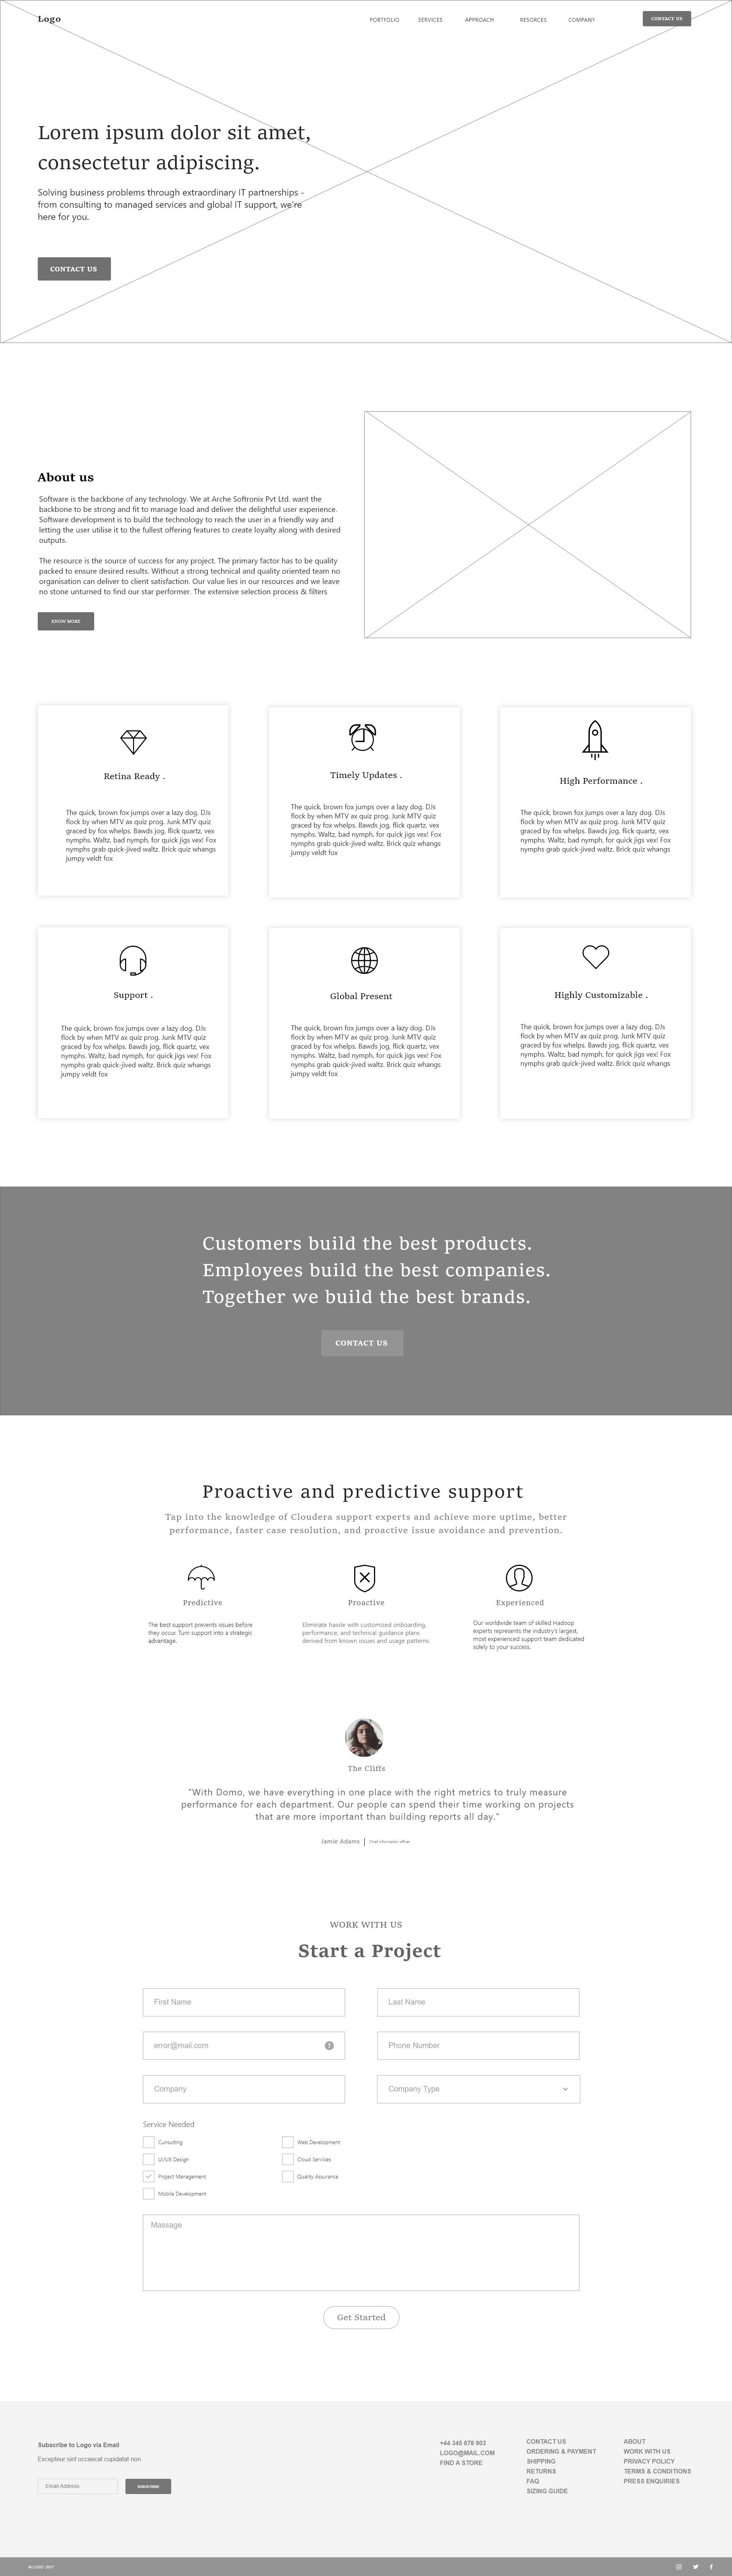 Logo
PORTFOLIO SERVICES APPROACH RESORCES COMPANY CONTACT US
Lorem ipsum dolor sit amet,
consectetur adipiscing.
Solving business problems through extraordinary IT partnerships -
from consulting to managed services and global IT support, we're
here for you.
CONTACT US
About us
Software is the backbone of any technology. We at Arche Softronix Pvt Ltd. want the
backbone to be strong and fit to manage load and deliver the delightful user experience.
Software development is to build the technology to reach the user in a friendly way and
letting the user utilise it to the fullest offering features to create loyalty along with desired
outputs.
The resource is the source of success for any project. The primary factor has to be quality
packed to ensure desired results. Without a strong technical and quality oriented team no
organisation can deliver to client satisfaction. Our value lies in our resources and we leave
no stone unturned to find our star performer. The extensive selection process & filters
KNOW MORE
Retina Ready .
The quick, brown fox jumps over a lazy dog. DJs
flock by when MTV ax quiz prog. Junk MTV quiz
graced by fox whelps. Bawds jog, flick quartz, vex
nymphs. Waltz, bad nymph, for quick jigs vex! Fox
nymphs grab quick-jived waltz. Brick quiz whangs
jumpy veldt fox
Timely Updates .
The quick, brown fox jumps over a lazy dog. DJs
flock by when MTV ax quiz prog. Junk MTV quiz
graced by fox whelps. Bawds jog, flick quartz, vex
nymphs. Waltz, bad nymph, for quick jigs vex! Fox
nymphs grab quick-jived waltz. Brick quiz whangs
jumpy veldt fox
High Performance .
The quick, brown fox jumps over a lazy dog. DJs
flock by when MTV ax quiz prog. Junk MTV quiz
graced by fox whelps. Bawds jog, flick quartz, vex
nymphs. Waltz, bad nymph, for quick jigs vex! Fox
nymphs grab quick-jived waltz. Brick quiz whangs
Support .
The quick, brown fox jumps over a lazy dog. DJs
flock by when MTV ax quiz prog. Junk MTV quiz
graced by fox whelps. Bawds jog, flick quartz, vex
nymphs. Waltz, bad nymph, for quick jigs vex! Fox
nymphs grab quick-jived waltz. Brick quiz whangs
jumpy veldt fox
Global Present
The quick, brown fox jumps over a lazy dog. DJs
flock by when MTV ax quiz prog. Junk MTV quiz
graced by fox whelps. Bawds jog, flick quartz, vex
nymphs. Waltz, bad nymph, for quick jigs vex! Fox
nymphs grab quick-jived waltz. Brick quiz whangs
jumpy veldt fox
Highly Customizable .
The quick, brown fox jumps over a lazy dog. DJs
flock by when MTV ax quiz prog. Junk MTV quiz
graced by fox whelps. Bawds jog, flick quartz, vex
nymphs. Waltz, bad nymph, for quick jigs vex! Fox
nymphs grab quick-jived waltz. Brick quiz whangs
Customers build the best products.
Employees build the best companies.
Together we build the best brands.
CONTACT US
Proactive and predictive support
Tap into the knowledge of Cloudera support experts and achieve more uptime, better
performance, faster case resolution, and proactive issue avoidance and prevention.
Predictive
The best support prevents issues before
they occur. Turn support into a strategic
advantage.
Proactive
Eliminate hassle with customized onboarding,
performance, and technical guidance plans
derived from known issues and usage patterns.
Experienced
Our worldwide team of skilled Hadoop
experts represents the industry's largest,
most experienced support team dedicated
solely to your success.
The Cliffs
"With Domo, we have everything in one place with the right metrics to truly measure
performance for each department. Our people can spend their time working on projects
that are more important than building reports all day."
Jamie Adams | Chief information officer
WORK WITH US
Start a Project
First Name
Last Name
error@mail.com
Phone Number
Company
Company Type
Service Needed
Cunsulting
Web Development
UI/UX Design
Cloud Services
Project Management
Quality Assurance
Mobile Development
Massage
Get Started
Subscribe to Logo via Email
Excepteur sint occaecat cupidatat non
Email Address
SUBSCRIBE
+44 345 678 903
LOGO@MAIL.COM
FIND A STORE
CONTACT US
ORDERING & PAYMENT
SHIPPING
RETURNS
FAQ
SIZING GUIDE
ABOUT
WORK WITH US
PRIVACY POLICY
TERMS & CONDITIONS
PRESS ENQUIRIES
© LOGO 2017